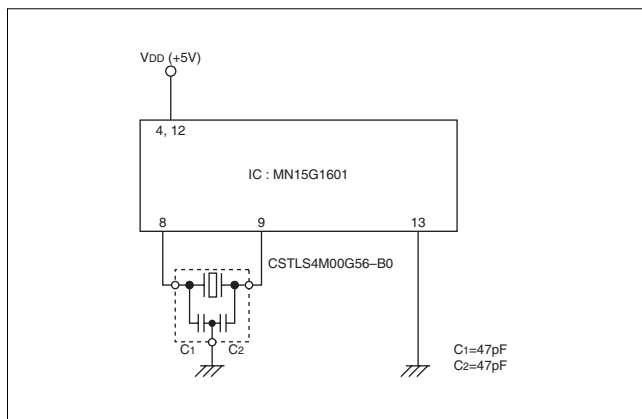 VDD (+5V)
4, 12
IC : MN15G1601
8 9 13
CSTLS4M00G56–B0
C1 C2
C1=47pF
C2=47pF